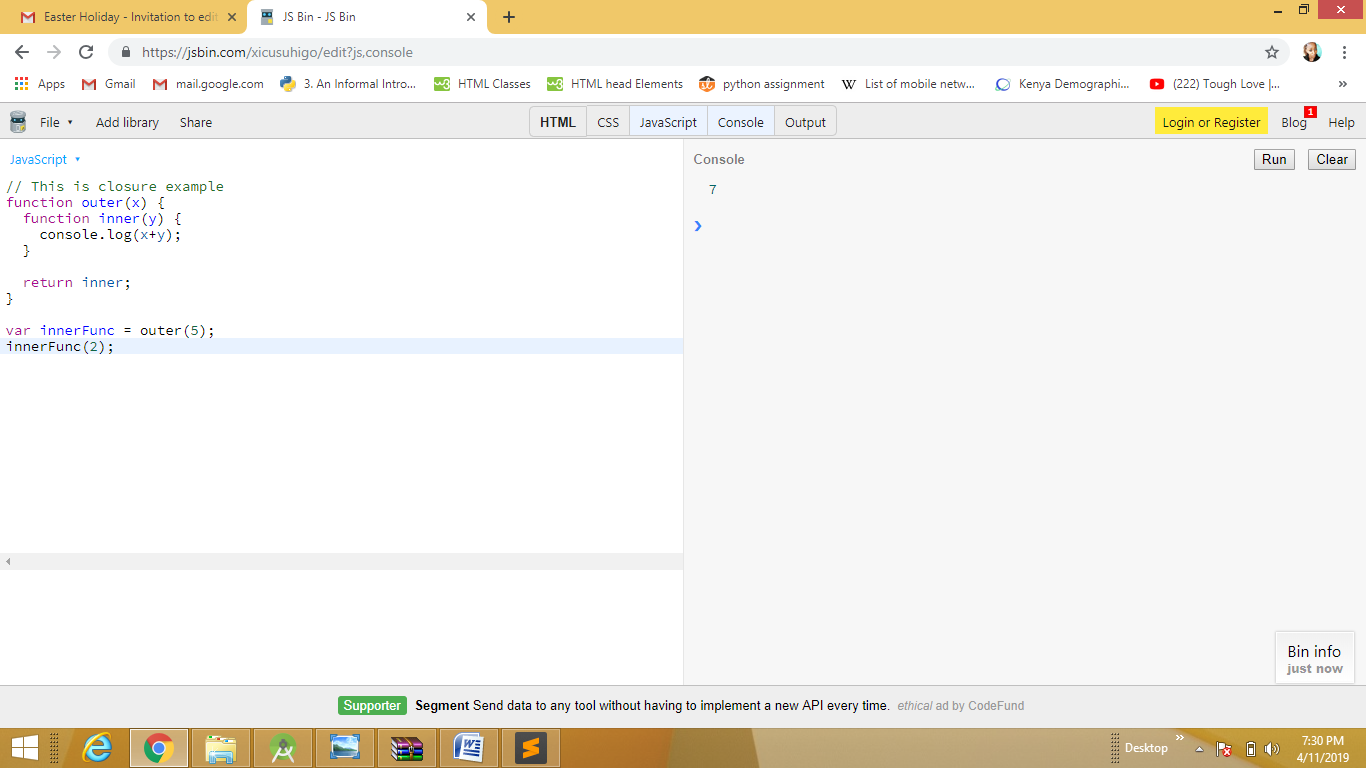 Easter Holiday - Invitation to edi
JS Bin - JS Bin
https://jsbin.com/xicusuhigo/edit?js,console
Apps Gmail mail.google.com 3. An Informal Intro... HTML Classes HTML head Elements python assignment List of mobile netw... Kenya Demographi... (222) Tough Love |... »
File Add library Share HTML CSS JavaScript Console Output Login or Register Blog 1 Help
JavaScript
// This is closure example
function outer(x) {
  function inner(y) {
    console.log(x+y);
  }

  return inner;
}

var innerFunc = outer(5);
innerFunc(2);
Console
Run Clear
7
❯
Bin info
just now
Supporter Segment Send data to any tool without having to implement a new API every time. ethical ad by CodeFund
Desktop »
7:30 PM
4/11/2019